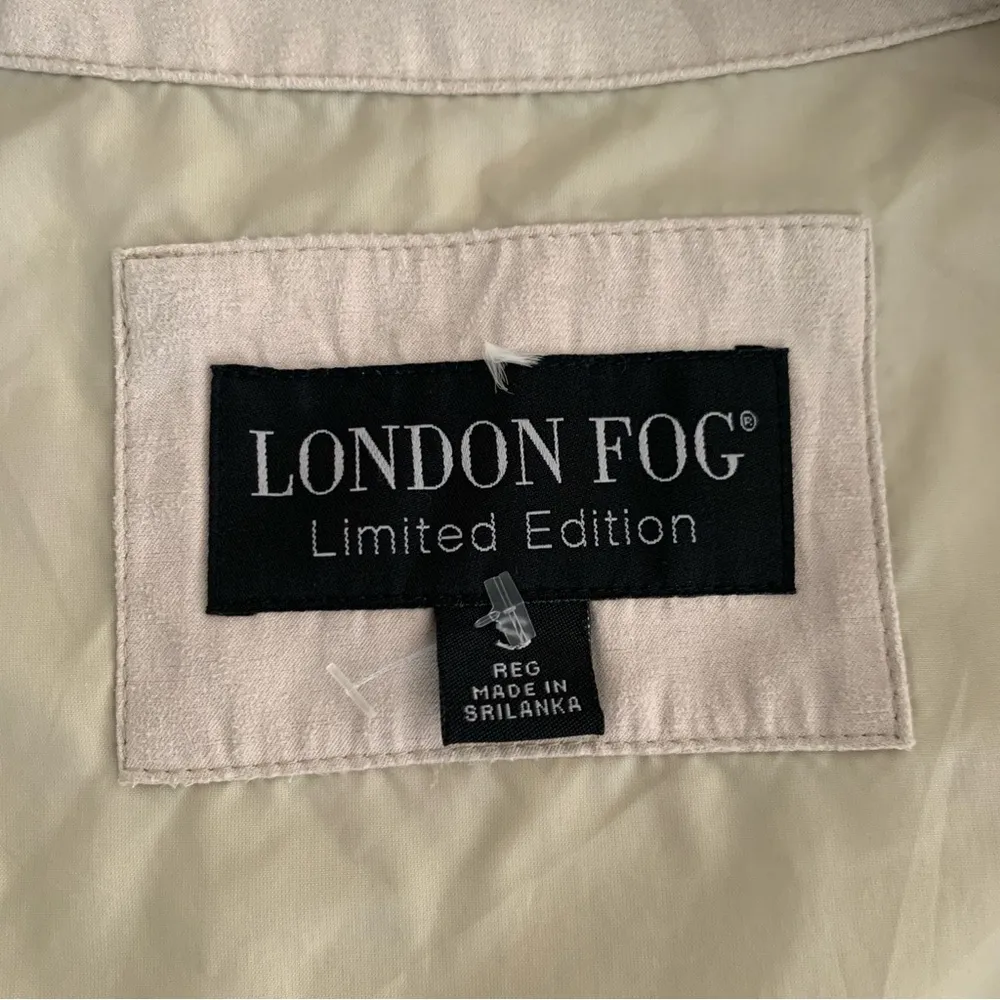 LONDON FOG®
Limited Edition
REG
MADE IN
SRILANKA